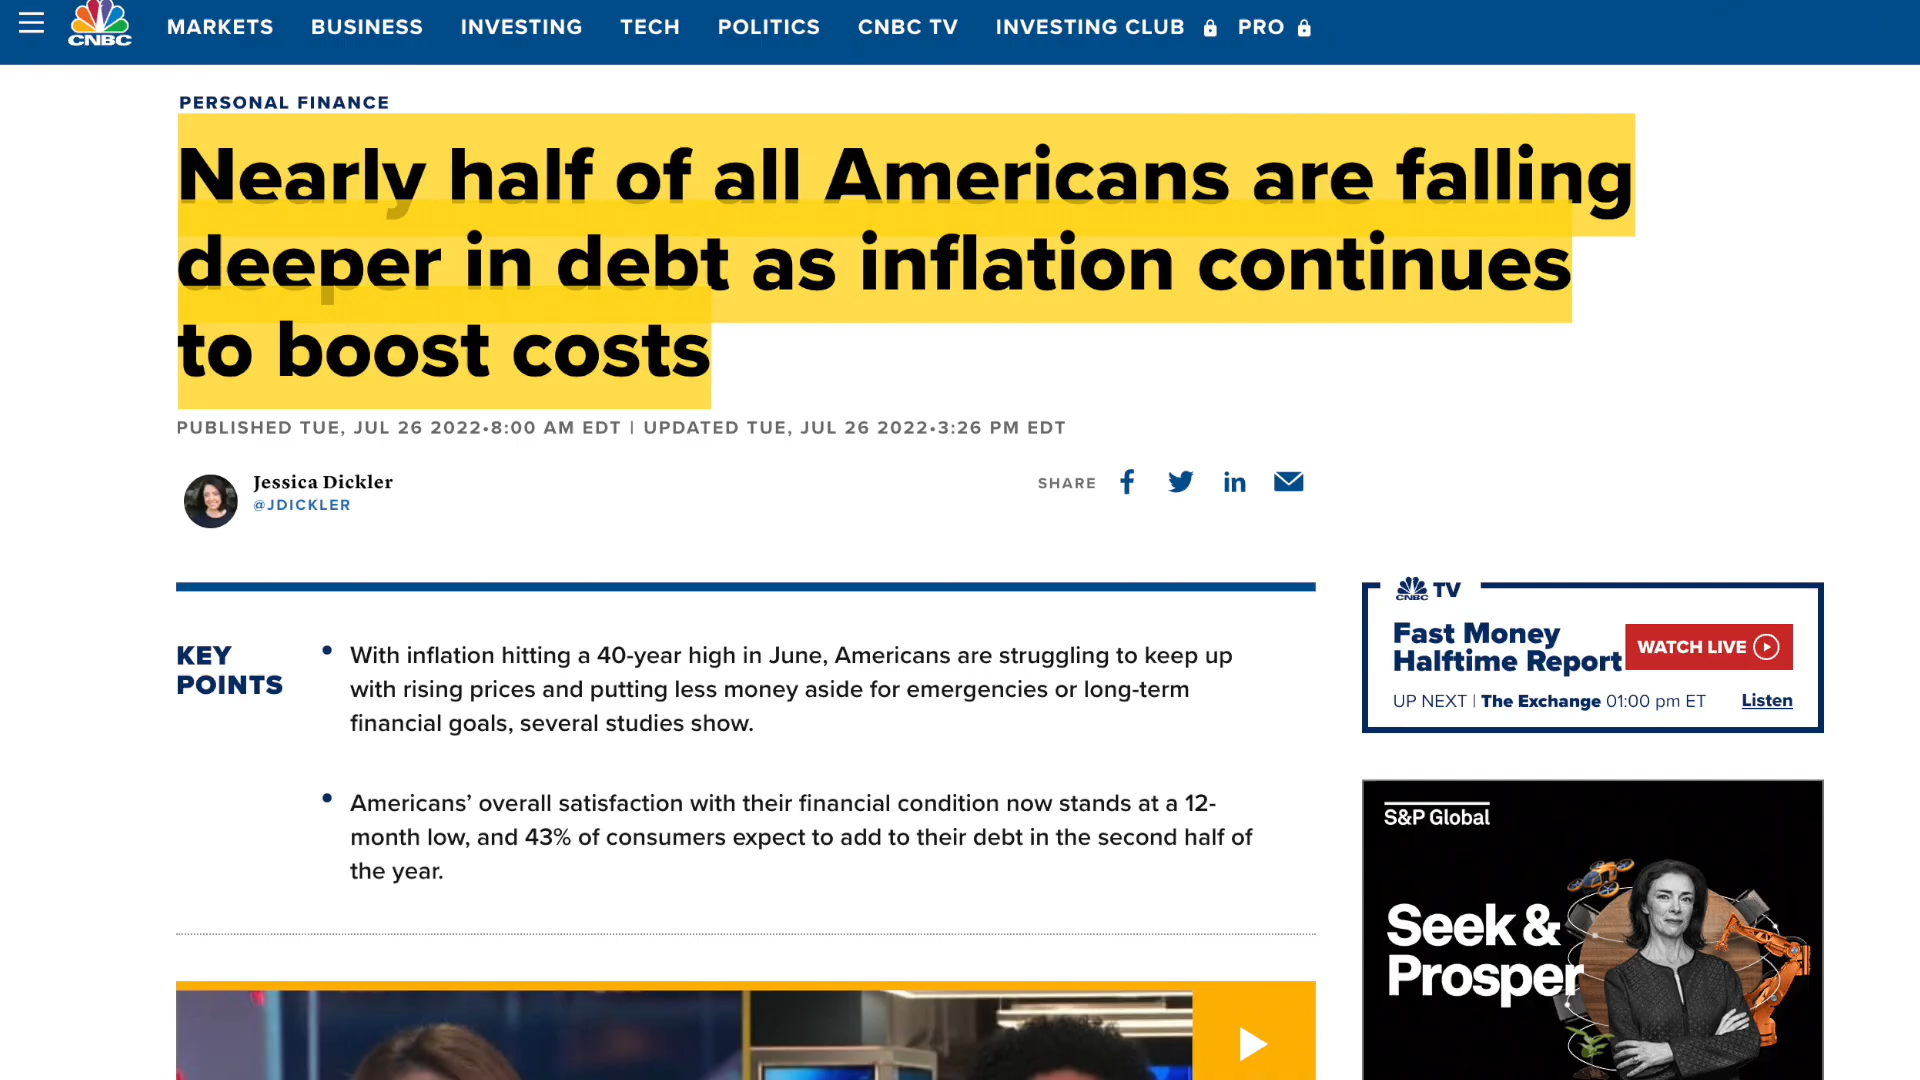 CNBC
MARKETS BUSINESS INVESTING TECH POLITICS CNBC TV INVESTING CLUB PRO
PERSONAL FINANCE
Nearly half of all Americans are falling
deeper in debt as inflation continues
to boost costs
PUBLISHED TUE, JUL 26 2022•8:00 AM EDT | UPDATED TUE, JUL 26 2022•3:26 PM EDT
Jessica Dickler
@JDICKLER
SHARE
KEY
POINTS
• With inflation hitting a 40-year high in June, Americans are struggling to keep up
with rising prices and putting less money aside for emergencies or long-term
financial goals, several studies show.
• Americans’ overall satisfaction with their financial condition now stands at a 12-
month low, and 43% of consumers expect to add to their debt in the second half of
the year.
CNBC TV
Fast Money
Halftime Report
WATCH LIVE
UP NEXT | The Exchange 01:00 pm ET
Listen
S&P Global
Seek &
Prosper